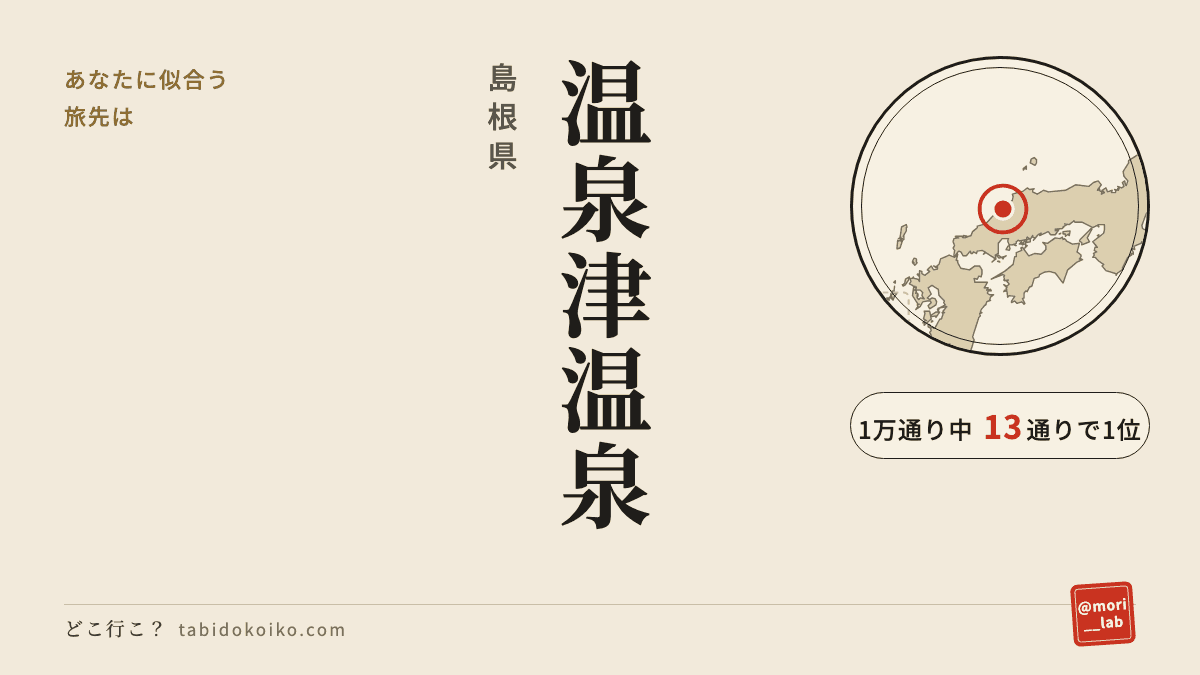 あなたに似合う
旅先は
島根県
温泉津温泉
1万通り中 13通りで1位
どこ行こ? tabidokoiko.com
@mori
__lab